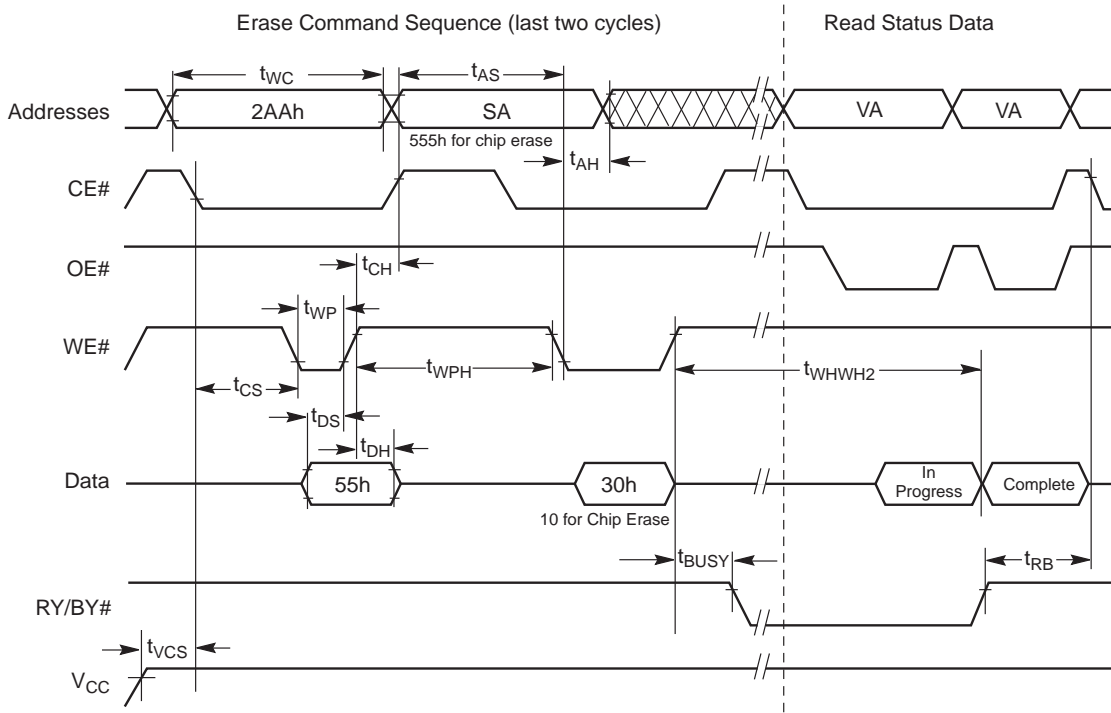 Erase Command Sequence (last two cycles)
Read Status Data
tWC
tAS
Addresses
2AAh
SA
VA
VA
555h for chip erase
tAH
CE#
OE#
tCH
tWP
WE#
tWPH
tWHWH2
tCS
tDS
tDH
Data
55h
30h
In
Progress
Complete
10 for Chip Erase
tBUSY
tRB
RY/BY#
tVCS
VCC